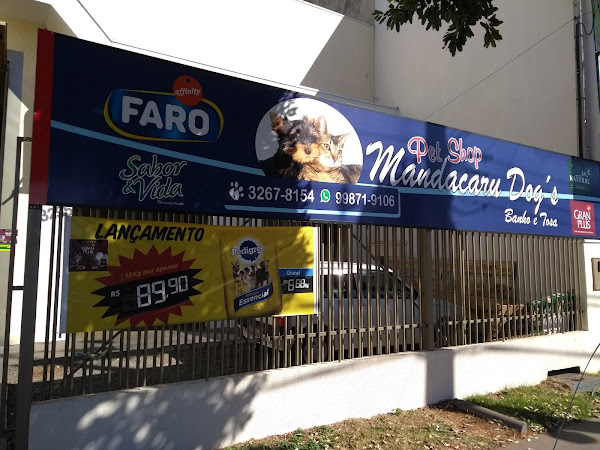 affinity
FARO
Sabor
& Vida
Pet Shop
Mandacaru Dog's
Banho e Tosa
3267-8154 99871-9106
GRAN
PLUS
LANÇAMENTO
15Kg por apenas
R$ 89,90
Pedigree
Essencial
Granel